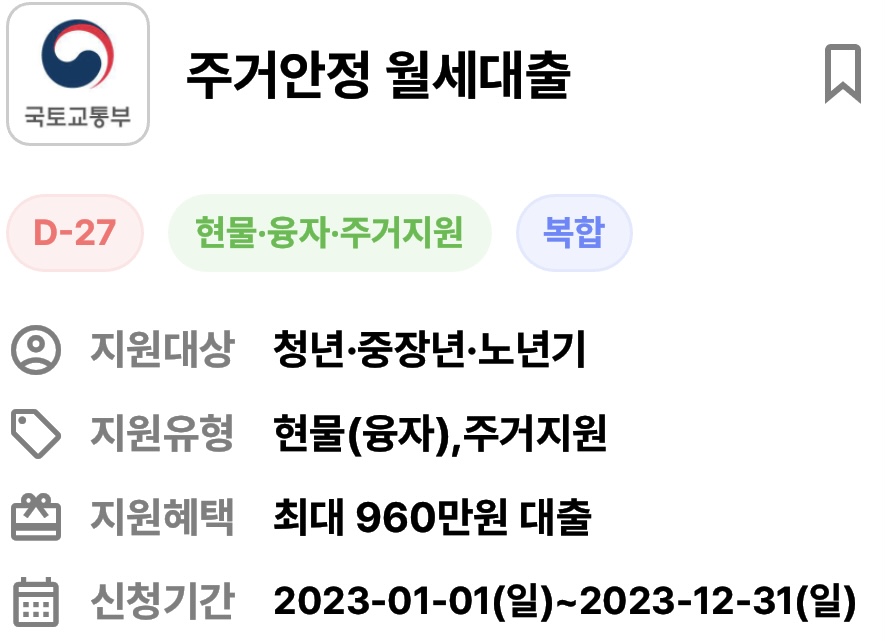 국토교통부
주거안정 월세대출
D-27 현물·융자·주거지원 복합
지원대상 청년·중장년·노년기
지원유형 현물(융자),주거지원
지원혜택 최대 960만원 대출
신청기간 2023-01-01(일)~2023-12-31(일)